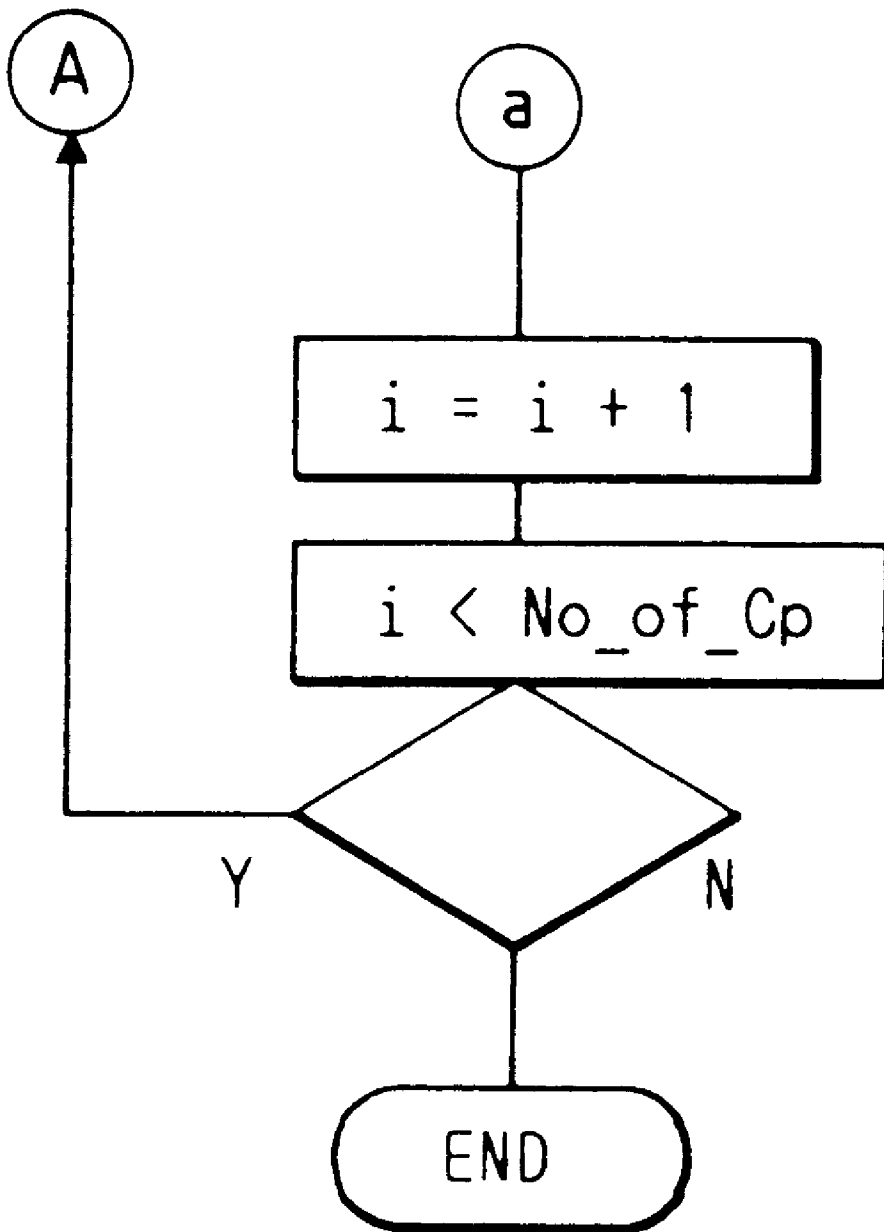 A
a
i = i + 1
i < No_of_Cp
Y
N
END